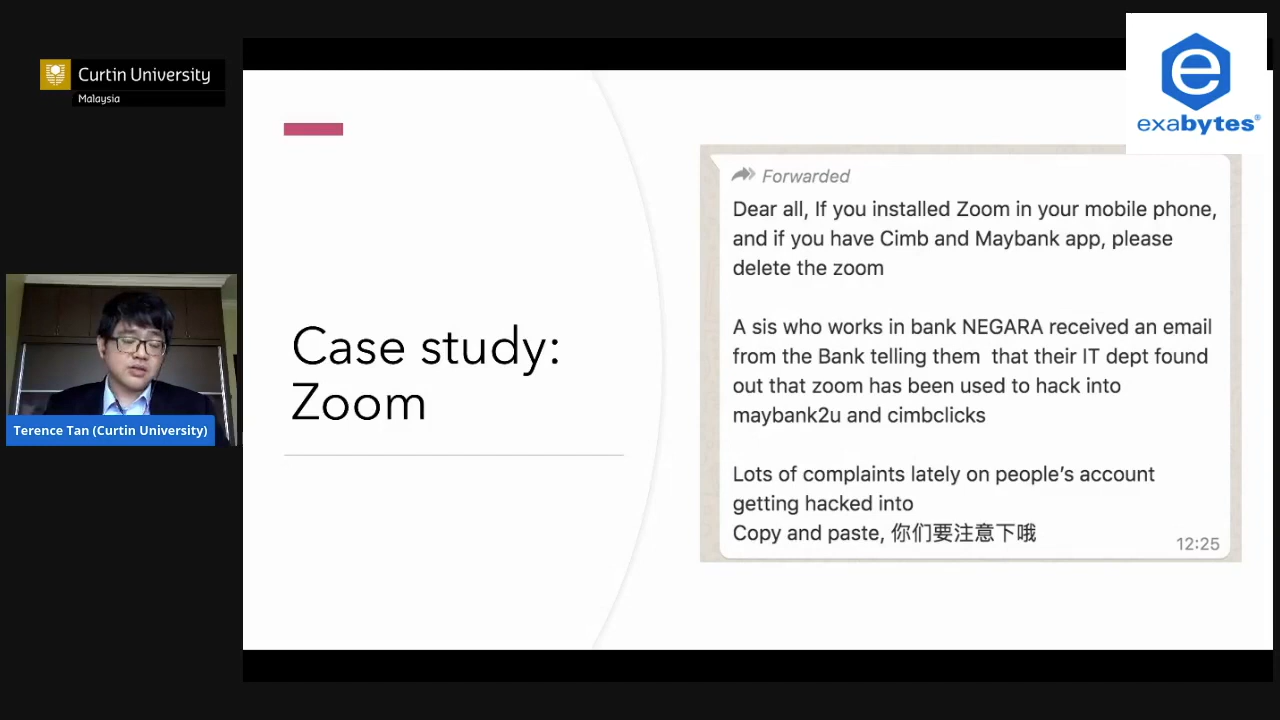 Curtin University
Malaysia
exabytes®
Forwarded
Dear all, If you installed Zoom in your mobile phone,
and if you have Cimb and Maybank app, please
delete the zoom
A sis who works in bank NEGARA received an email
from the Bank telling them that their IT dept found
out that zoom has been used to hack into
maybank2u and cimbclicks
Lots of complaints lately on people’s account
getting hacked into
Copy and paste, 你们要注意下哦
12:25
Case study:
Zoom
Terence Tan (Curtin University)